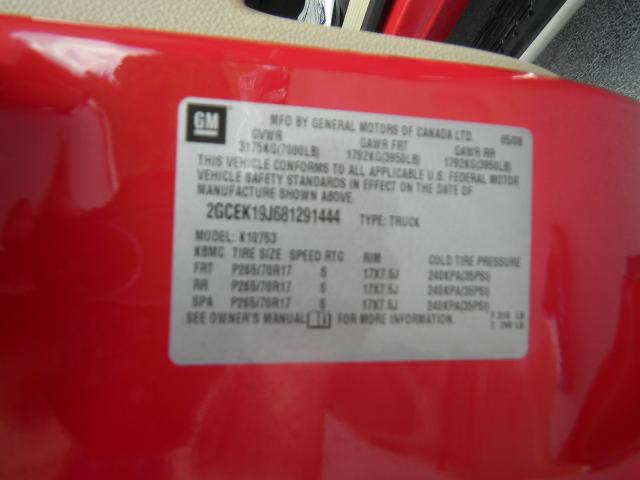 GM
MFD BY GENERAL MOTORS OF CANADA LTD. 05/08
GVWR GAWR FRT GAWR RR
3175KG(7000LB) 1792KG(3950LB) 1792KG(3950LB)
THIS VEHICLE CONFORMS TO ALL APPLICABLE U.S. FEDERAL MOTOR
VEHICLE SAFETY STANDARDS IN EFFECT ON THE DATE OF
MANUFACTURE SHOWN ABOVE.
2GCEK19J681291444 TYPE: TRUCK
MODEL: K10753
KBMC TIRE SIZE SPEED RTG RIM COLD TIRE PRESSURE
FRT P265/70R17 S 17X7.5J 240KPA(35PSI)
RR P265/70R17 S 17X7.5J 240KPA(35PSI)
SPA P265/70R17 S 17X7.5J 240KPA(35PSI)
SEE OWNER'S MANUAL FOR MORE INFORMATION.